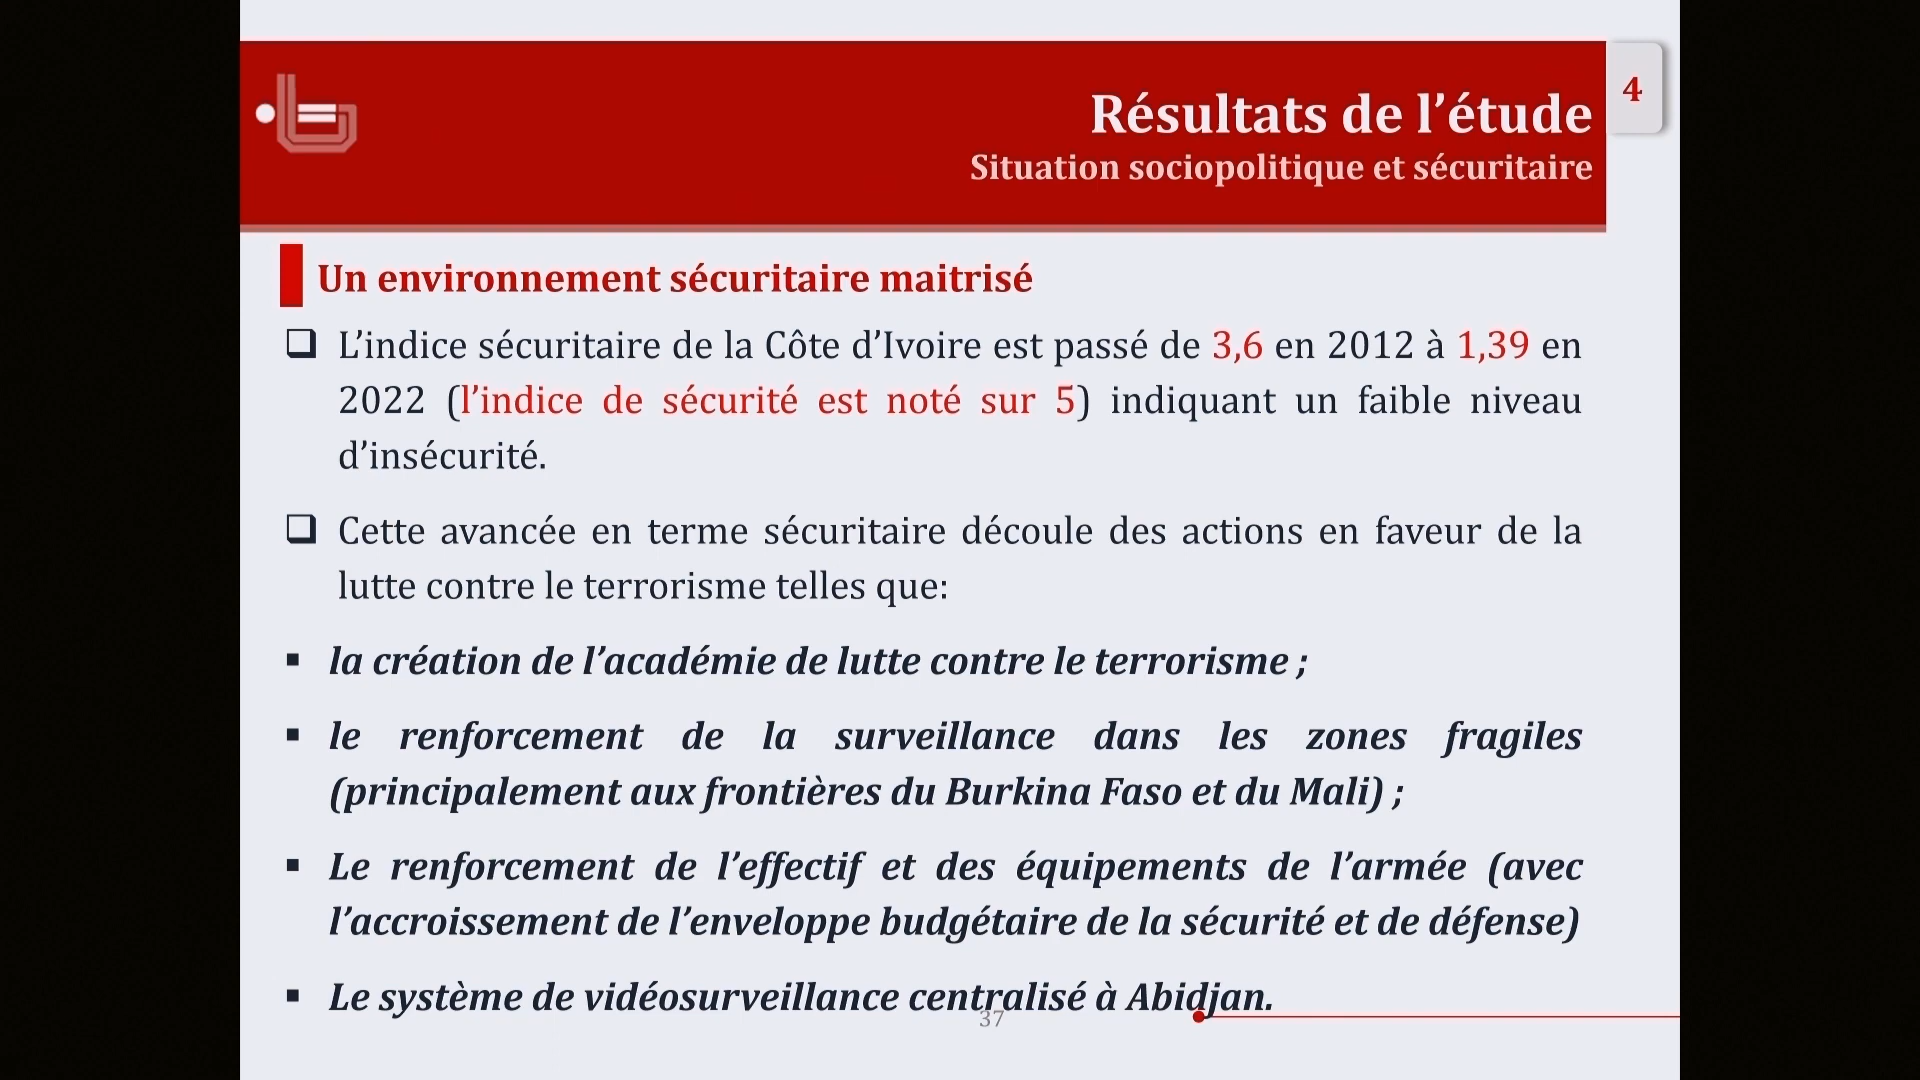 Résultats de l’étude
4
Situation sociopolitique et sécuritaire
Un environnement sécuritaire maitrisé
❑ L’indice sécuritaire de la Côte d’Ivoire est passé de 3,6 en 2012 à 1,39 en
2022 (l’indice de sécurité est noté sur 5) indiquant un faible niveau
d’insécurité.
❑ Cette avancée en terme sécuritaire découle des actions en faveur de la
lutte contre le terrorisme telles que:
▪ la création de l’académie de lutte contre le terrorisme ;
▪ le renforcement de la surveillance dans les zones fragiles
(principalement aux frontières du Burkina Faso et du Mali) ;
▪ Le renforcement de l’effectif et des équipements de l’armée (avec
l’accroissement de l’enveloppe budgétaire de la sécurité et de défense)
▪ Le système de vidéosurveillance centralisé à Abidjan.
37